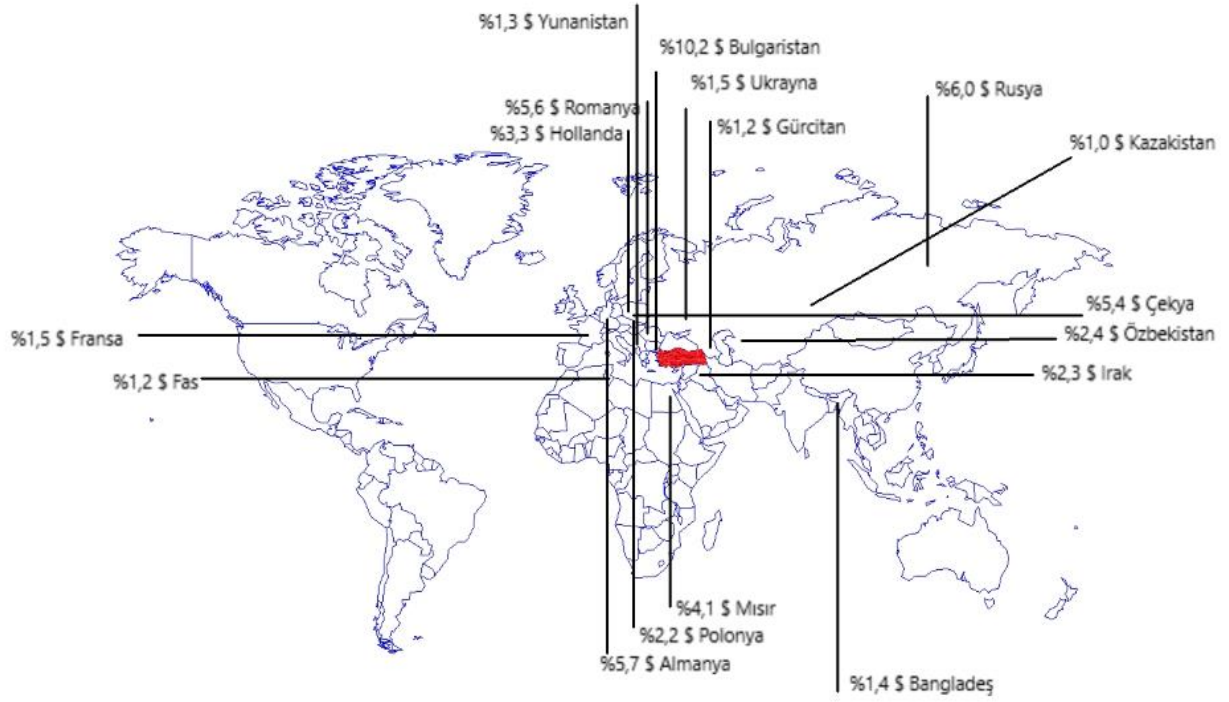 %1,3 $ Yunanistan
%10,2 $ Bulgaristan
%1,5 $ Ukrayna
%6,0 $ Rusya
%5,6 $ Romanya
%3,3 $ Hollanda
%1,2 $ Gürcitan
%1,0 $ Kazakistan
%5,4 $ Çekya
%1,5 $ Fransa
%2,4 $ Özbekistan
%1,2 $ Fas
%2,3 $ Irak
%4,1 $ Mısır
%2,2 $ Polonya
%5,7 $ Almanya
%1,4 $ Bangladeş